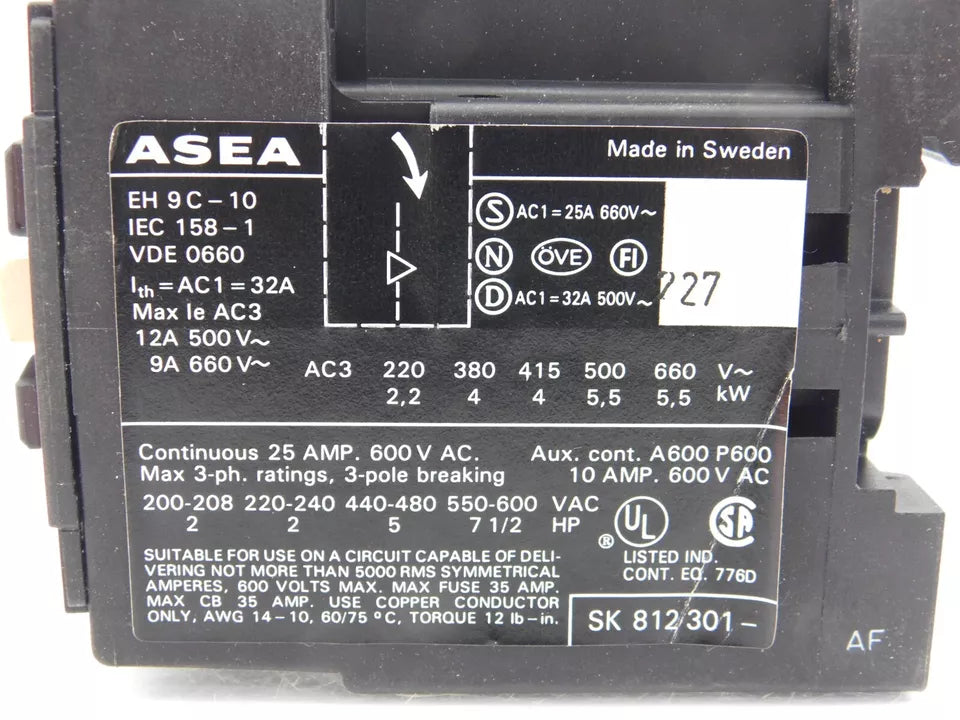 ASEA
Made in Sweden
EH 9 C - 10
IEC 158 - 1
VDE 0660
Ith = AC1 = 32A
Max Ie AC3
12A 500 V~
9A 660 V~
S AC1 = 25A 660V~
N ÖVE FI
D AC1 = 32A 500V~
727
AC3 220 380 415 500 660 V~
2,2 4 4 5,5 5,5 kW
Continuous 25 AMP. 600 V AC.
Max 3-ph. ratings, 3-pole breaking
Aux. cont. A600 P600
10 AMP. 600 V AC
200-208 220-240 440-480 550-600 VAC
2 2 5 7 1/2 HP
UL ®
SA
LISTED IND.
CONT. EQ. 776D
SUITABLE FOR USE ON A CIRCUIT CAPABLE OF DELI-
VERING NOT MORE THAN 5000 RMS SYMMETRICAL
AMPERES, 600 VOLTS MAX. MAX FUSE 35 AMP.
MAX CB 35 AMP. USE COPPER CONDUCTOR
ONLY, AWG 14-10, 60/75 °C, TORQUE 12 lb-in.
SK 812 301 -
AF